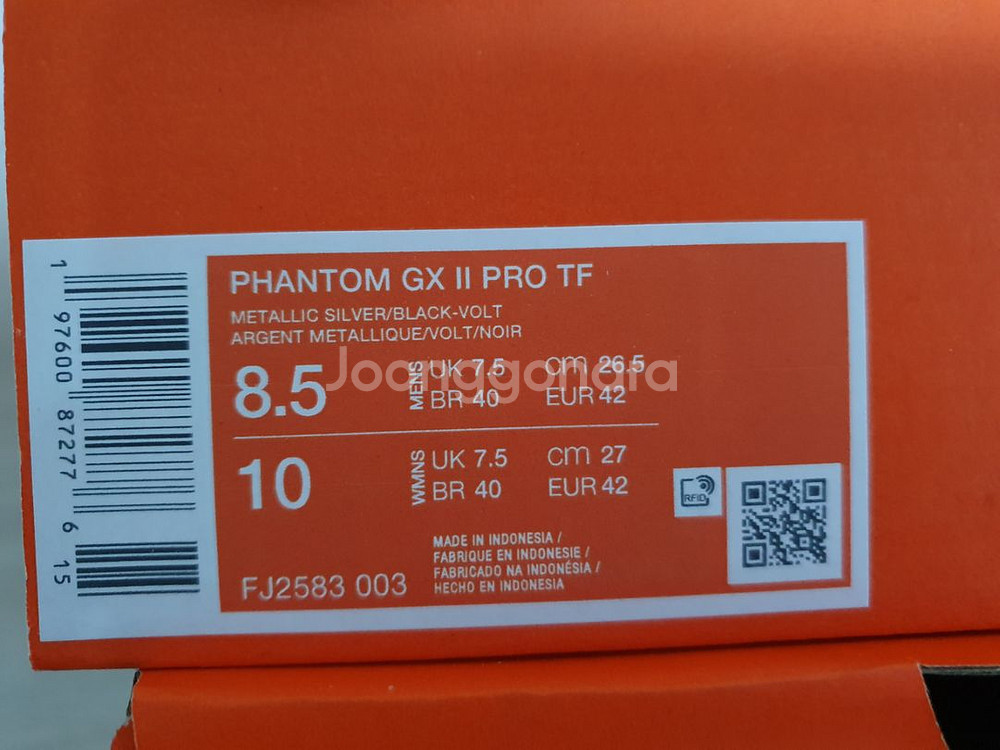 PHANTOM GX II PRO TF
METALLIC SILVER/BLACK-VOLT
ARGENT METALLIQUE/VOLT/NOIR
8.5 MENS UK 7.5 cm 26.5
BR 40 EUR 42
10 WMNS UK 7.5 cm 27
BR 40 EUR 42
RFID
MADE IN INDONESIA /
FABRIQUE EN INDONESIE /
FABRICADO NA INDONÉSIA /
HECHO EN INDONESIA
FJ2583 003
1 97600 87277 6 15
Joonggonara